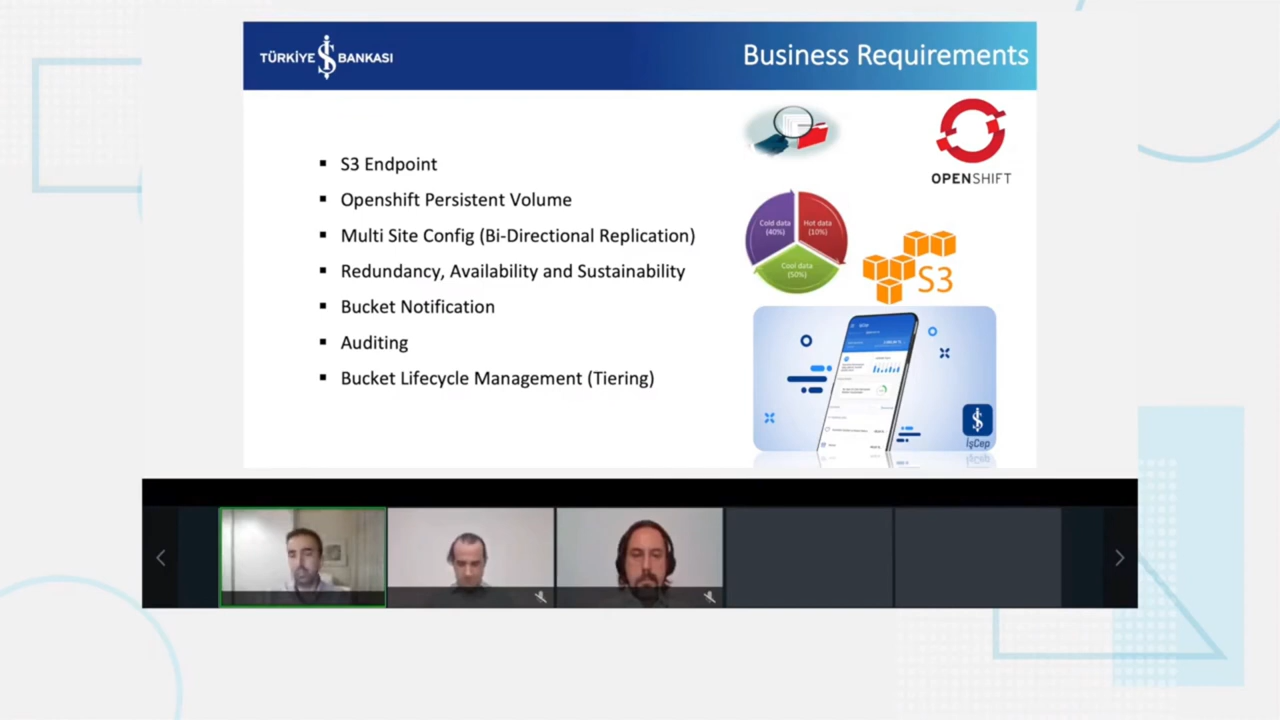 TÜRKİYE İŞ BANKASI
Business Requirements
▪ S3 Endpoint
▪ Openshift Persistent Volume
▪ Multi Site Config (Bi-Directional Replication)
▪ Redundancy, Availability and Sustainability
▪ Bucket Notification
▪ Auditing
▪ Bucket Lifecycle Management (Tiering)
OPENSHIFT
Cold data
(40%)
Hot data
(10%)
Cool data
(50%)
S3
İşCep